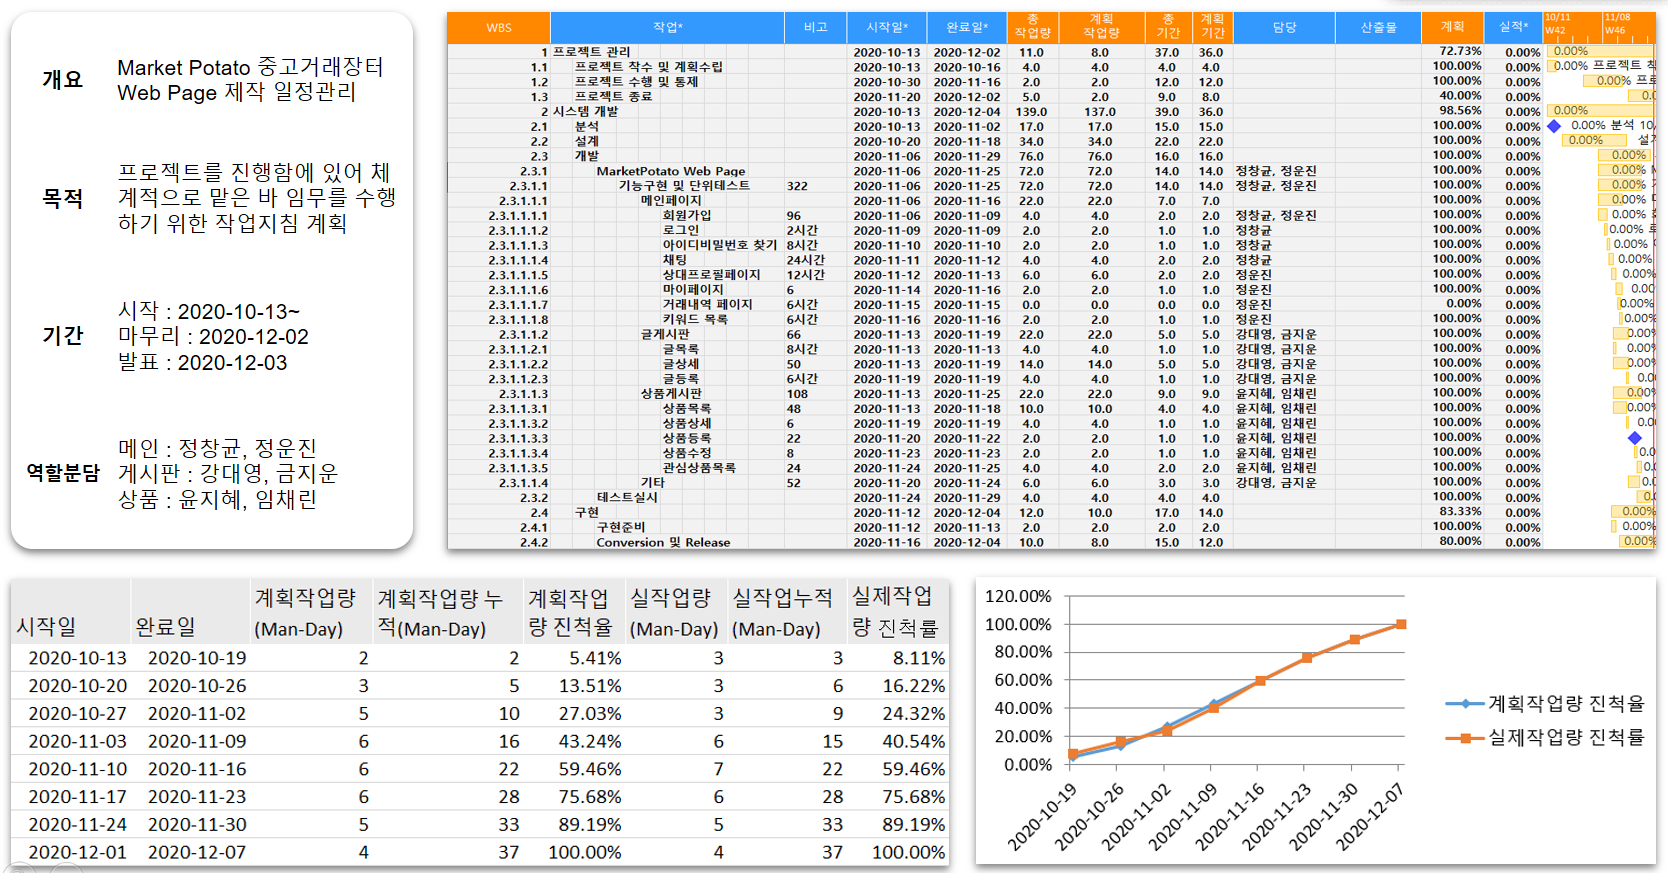 개요
Market Potato 중고거래장터
Web Page 제작 일정관리
목적
프로젝트를 진행함에 있어 체
계적으로 맡은 바 임무를 수행
하기 위한 작업지침 계획
기간
시작 : 2020-10-13~
마무리 : 2020-12-02
발표 : 2020-12-03
역할분담
메인 : 정창균, 정운진
게시판 : 강대영, 금지운
상품 : 윤지혜, 임채린
WBS 작업* 비고 시작일* 완료일* 총 작업량 계획 작업량 총 기간 계획 기간 담당 산출물 계획 실적* 10/11 W42 11/08 W46
1 프로젝트 관리 2020-10-13 2020-12-02 11.0 8.0 37.0 36.0 72.73% 0.00% 0.00%
1.1 프로젝트 착수 및 계획수립 2020-10-13 2020-10-16 4.0 4.0 4.0 4.0 100.00% 0.00% 0.00% 프로젝트
1.2 프로젝트 수행 및 통제 2020-10-30 2020-11-16 2.0 2.0 12.0 12.0 100.00% 0.00% 0.00%
1.3 프로젝트 종료 2020-11-20 2020-12-02 5.0 2.0 9.0 8.0 40.00% 0.00%
2 시스템 개발 2020-10-13 2020-12-04 139.0 137.0 39.0 36.0 98.56% 0.00% 0.00%
2.1 분석 2020-10-13 2020-11-02 17.0 17.0 15.0 15.0 100.00% 0.00% 0.00% 분석 10/
2.2 설계 2020-10-20 2020-11-18 34.0 34.0 22.0 22.0 100.00% 0.00% 0.00%
2.3 개발 2020-11-06 2020-11-29 76.0 76.0 16.0 16.0 100.00% 0.00% 0.00%
2.3.1 MarketPotato Web Page 2020-11-06 2020-11-25 72.0 72.0 14.0 14.0 정창균, 정운진 100.00% 0.00% 0.00%
2.3.1.1 기능구현 및 단위테스트 322 2020-11-06 2020-11-25 72.0 72.0 14.0 14.0 정창균, 정운진 100.00% 0.00% 0.00%
2.3.1.1.1 메인페이지 2020-11-06 2020-11-16 22.0 22.0 7.0 7.0 100.00% 0.00% 0.00%
2.3.1.1.1.1 회원가입 96 2020-11-06 2020-11-09 4.0 4.0 2.0 2.0 정창균, 정운진 100.00% 0.00% 0.00%
2.3.1.1.1.2 로그인 2시간 2020-11-09 2020-11-09 2.0 2.0 1.0 1.0 정창균 100.00% 0.00% 0.00%
2.3.1.1.1.3 아이디비밀번호 찾기 8시간 2020-11-10 2020-11-10 2.0 2.0 1.0 1.0 정창균 100.00% 0.00% 0.00%
2.3.1.1.1.4 채팅 24시간 2020-11-11 2020-11-12 4.0 4.0 2.0 2.0 정창균 100.00% 0.00% 0.00%
2.3.1.1.1.5 상대프로필페이지 12시간 2020-11-12 2020-11-13 6.0 6.0 2.0 2.0 정운진 100.00% 0.00% 0.00%
2.3.1.1.1.6 마이페이지 6 2020-11-14 2020-11-16 2.0 2.0 1.0 1.0 정운진 100.00% 0.00%
2.3.1.1.1.7 거래내역 페이지 6시간 2020-11-15 2020-11-15 0.0 0.0 0.0 0.0 정운진 0.00% 0.00% 0.00%
2.3.1.1.1.8 키워드 목록 6시간 2020-11-16 2020-11-16 2.0 2.0 1.0 1.0 정운진 100.00% 0.00%
2.3.1.1.2 글게시판 66 2020-11-13 2020-11-19 22.0 22.0 5.0 5.0 강대영, 금지운 100.00% 0.00%
2.3.1.1.2.1 글목록 8시간 2020-11-13 2020-11-13 4.0 4.0 1.0 1.0 강대영, 금지운 100.00% 0.00%
2.3.1.1.2.2 글상세 50 2020-11-13 2020-11-19 14.0 14.0 5.0 5.0 강대영, 금지운 100.00% 0.00%
2.3.1.1.2.3 글등록 6시간 2020-11-19 2020-11-19 4.0 4.0 1.0 1.0 강대영, 금지운 100.00% 0.00%
2.3.1.1.3 상품게시판 108 2020-11-13 2020-11-25 22.0 22.0 9.0 9.0 윤지혜, 임채린 100.00% 0.00%
2.3.1.1.3.1 상품목록 48 2020-11-13 2020-11-18 10.0 10.0 4.0 4.0 윤지혜, 임채린 100.00% 0.00%
2.3.1.1.3.2 상품상세 6 2020-11-19 2020-11-19 4.0 4.0 1.0 1.0 윤지혜, 임채린 100.00% 0.00%
2.3.1.1.3.3 상품등록 22 2020-11-20 2020-11-22 2.0 2.0 1.0 1.0 윤지혜, 임채린 100.00% 0.00%
2.3.1.1.3.4 상품수정 8 2020-11-23 2020-11-23 2.0 2.0 1.0 1.0 윤지혜, 임채린 100.00% 0.00%
2.3.1.1.3.5 관심상품목록 24 2020-11-24 2020-11-25 4.0 4.0 2.0 2.0 윤지혜, 임채린 100.00% 0.00%
2.3.1.1.4 기타 52 2020-11-20 2020-11-24 6.0 6.0 3.0 3.0 강대영, 금지운 100.00% 0.00%
2.3.2 테스트실시 2020-11-24 2020-11-29 4.0 4.0 4.0 4.0 100.00% 0.00%
2.4 구현 2020-11-12 2020-12-04 12.0 10.0 17.0 14.0 83.33% 0.00% 0.00%
2.4.1 구현준비 2020-11-12 2020-11-13 2.0 2.0 2.0 2.0 100.00% 0.00% 0.00%
2.4.2 Conversion 및 Release 2020-11-16 2020-12-04 10.0 8.0 15.0 12.0 80.00% 0.00% 0.00%
시작일 완료일 계획작업량 (Man-Day) 계획작업량 누적(Man-Day) 계획작업량 진척율 실작업량 (Man-Day) 실작업누적 (Man-Day) 실제작업량 진척률
2020-10-13 2020-10-19 2 2 5.41% 3 3 8.11%
2020-10-20 2020-10-26 3 5 13.51% 3 6 16.22%
2020-10-27 2020-11-02 5 10 27.03% 3 9 24.32%
2020-11-03 2020-11-09 6 16 43.24% 6 15 40.54%
2020-11-10 2020-11-16 6 22 59.46% 7 22 59.46%
2020-11-17 2020-11-23 6 28 75.68% 6 28 75.68%
2020-11-24 2020-11-30 5 33 89.19% 5 33 89.19%
2020-12-01 2020-12-07 4 37 100.00% 4 37 100.00%
120.00%
100.00%
80.00%
60.00%
40.00%
20.00%
0.00%
2020-10-19 2020-10-26 2020-11-02 2020-11-09 2020-11-16 2020-11-23 2020-11-30 2020-12-07
계획작업량 진척율
실제작업량 진척률